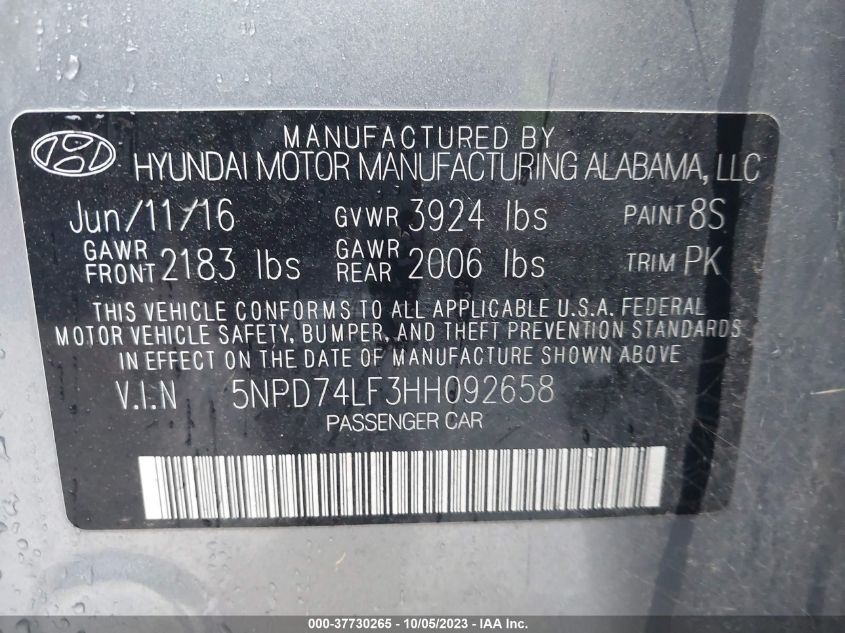 MANUFACTURED BY
HYUNDAI MOTOR MANUFACTURING ALABAMA, LLC
Jun/11/16 GVWR 3924 lbs PAINT 8S
GAWR FRONT 2183 lbs GAWR REAR 2006 lbs TRIM PK
THIS VEHICLE CONFORMS TO ALL APPLICABLE U.S.A. FEDERAL
MOTOR VEHICLE SAFETY, BUMPER, AND THEFT PREVENTION STANDARDS
IN EFFECT ON THE DATE OF MANUFACTURE SHOWN ABOVE
V.I.N 5NPD74LF3HH092658
PASSENGER CAR
000-37730265 - 10/05/2023 - IAA Inc.